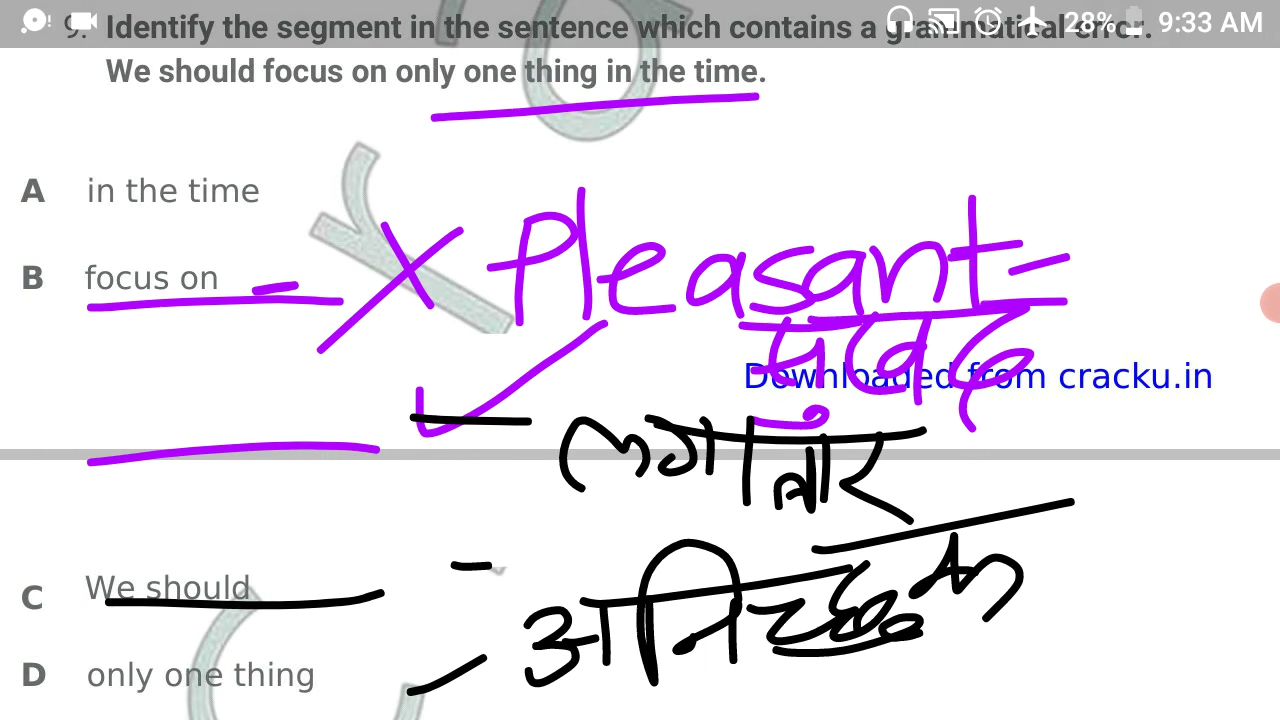 9. Identify the segment in the sentence which contains a grammatical error.
28% 9:33 AM
We should focus on only one thing in the time.
A in the time
B focus on
Pleasant
Downloaded from cracku.in
लगातार
C We should
D only one thing